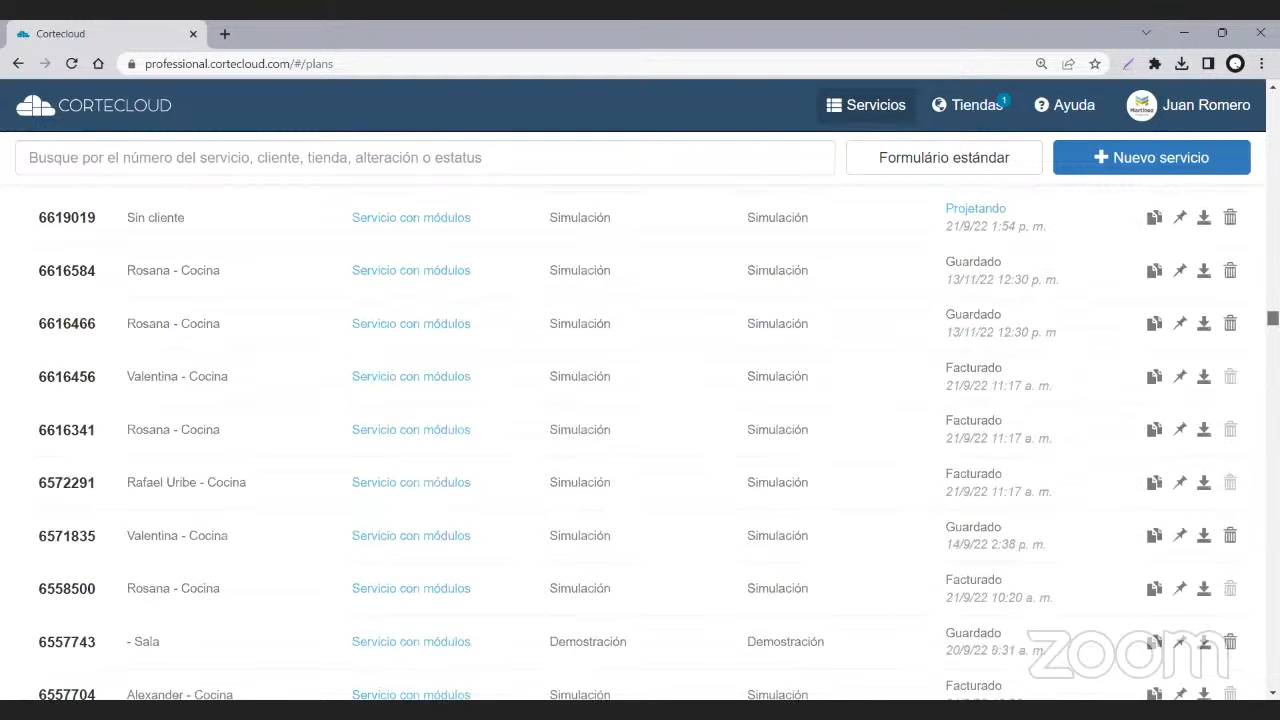 Cortecloud
professional.cortecloud.com/#/plans
CORTECLOUD
Servicios
Tiendas 1
Ayuda
Martinez
Juan Romero
Busque por el número del servicio, cliente, tienda, alteración o estatus
Formulário estándar
Nuevo servicio
6619019 Sin cliente Servicio con módulos Simulación Simulación Projetando
21/9/22 1:54 p. m.
6616584 Rosana - Cocina Servicio con módulos Simulación Simulación Guardado
13/11/22 12:30 p. m.
6616466 Rosana - Cocina Servicio con módulos Simulación Simulación Guardado
13/11/22 12:30 p. m
6616456 Valentina - Cocina Servicio con módulos Simulación Simulación Facturado
21/9/22 11:17 a. m.
6616341 Rosana - Cocina Servicio con módulos Simulación Simulación Facturado
21/9/22 11:17 a. m.
6572291 Rafael Uribe - Cocina Servicio con módulos Simulación Simulación Facturado
21/9/22 11:17 a. m.
6571835 Valentina - Cocina Servicio con módulos Simulación Simulación Guardado
14/9/22 2:38 p. m.
6558500 Rosana - Cocina Servicio con módulos Simulación Simulación Facturado
21/9/22 10:20 a. m.
6557743 - Sala Servicio con módulos Demostración Demostración Guardado
20/9/22 8:31 a. m.
6557704 Alexander - Cocina Servicio con módulos Simulación Simulación Facturado
zoom